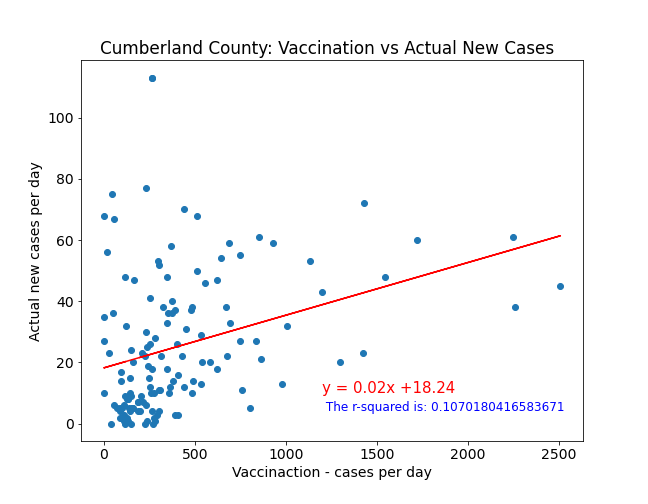 Cumberland County: Vaccination vs Actual New Cases
100
80
60
40
20
0
Actual new cases per day
y = 0.02x +18.24
The r-squared is: 0.1070180416583671
0 500 1000 1500 2000 2500
Vaccinaction - cases per day